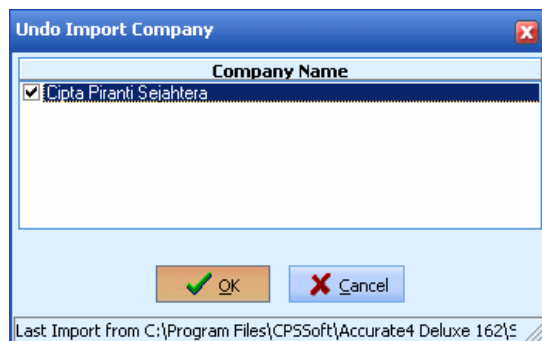 Undo Import Company
Company Name
Cipta Piranti Sejahtera
OK
Cancel
Last Import from C:\Program Files\CPSSoft\Accurate4 Deluxe 162\S